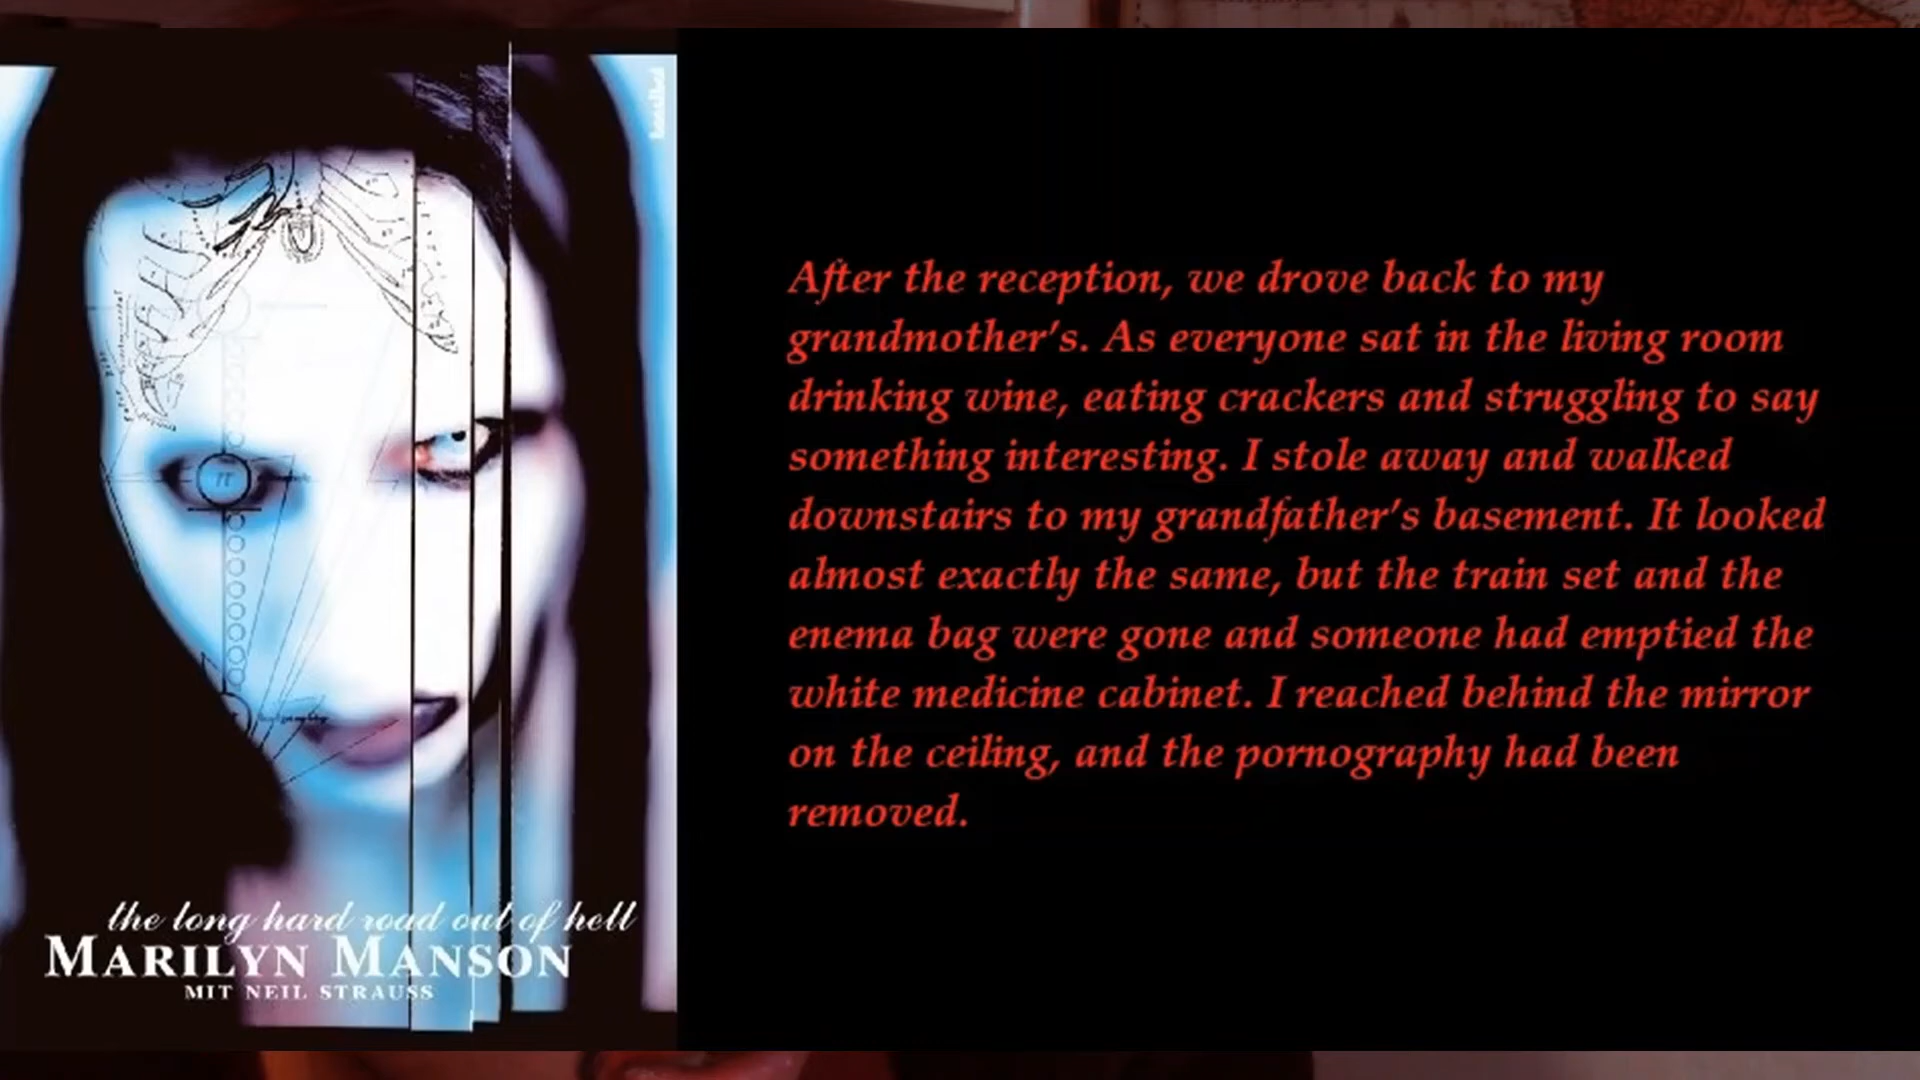 the long hard road out of hell
MARILYN MANSON
MIT NEIL STRAUSS
After the reception, we drove back to my
grandmother's. As everyone sat in the living room
drinking wine, eating crackers and struggling to say
something interesting. I stole away and walked
downstairs to my grandfather's basement. It looked
almost exactly the same, but the train set and the
enema bag were gone and someone had emptied the
white medicine cabinet. I reached behind the mirror
on the ceiling, and the pornography had been
removed.